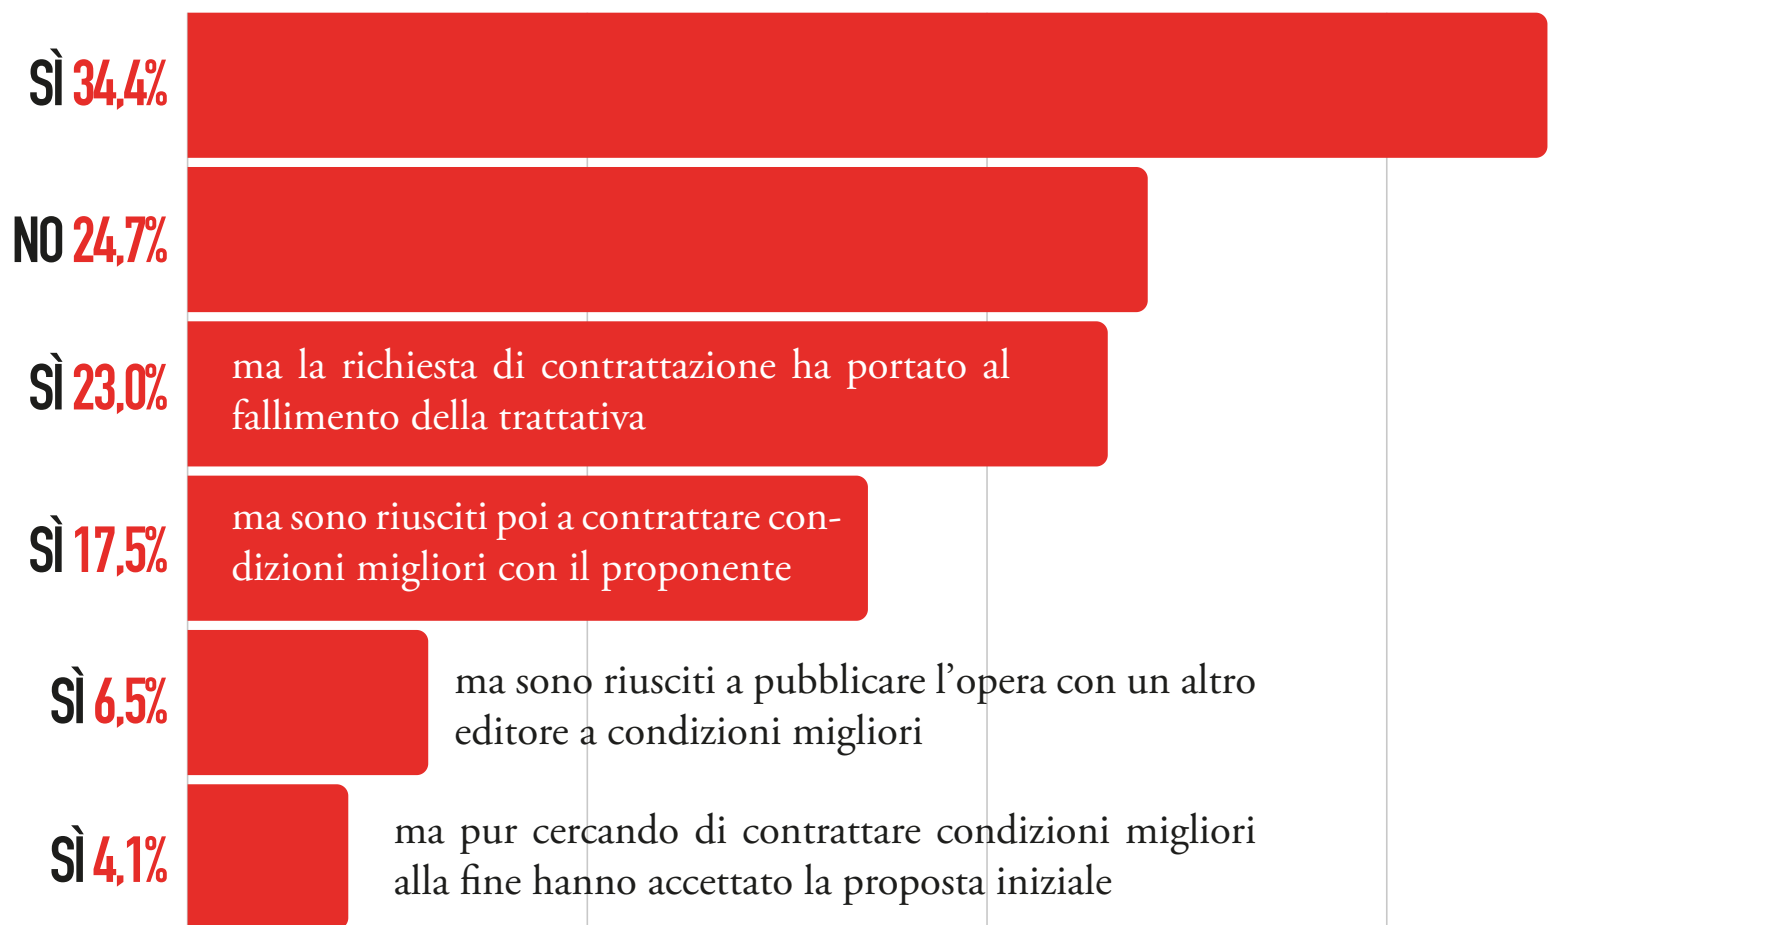 SÌ 34,4%
NO 24,7%
SÌ 23,0%
ma la richiesta di contrattazione ha portato al
fallimento della trattativa
SÌ 17,5%
ma sono riusciti poi a contrattare con-
dizioni migliori con il proponente
SÌ 6,5%
ma sono riusciti a pubblicare l’opera con un altro
editore a condizioni migliori
SÌ 4,1%
ma pur cercando di contrattare condizioni migliori
alla fine hanno accettato la proposta iniziale